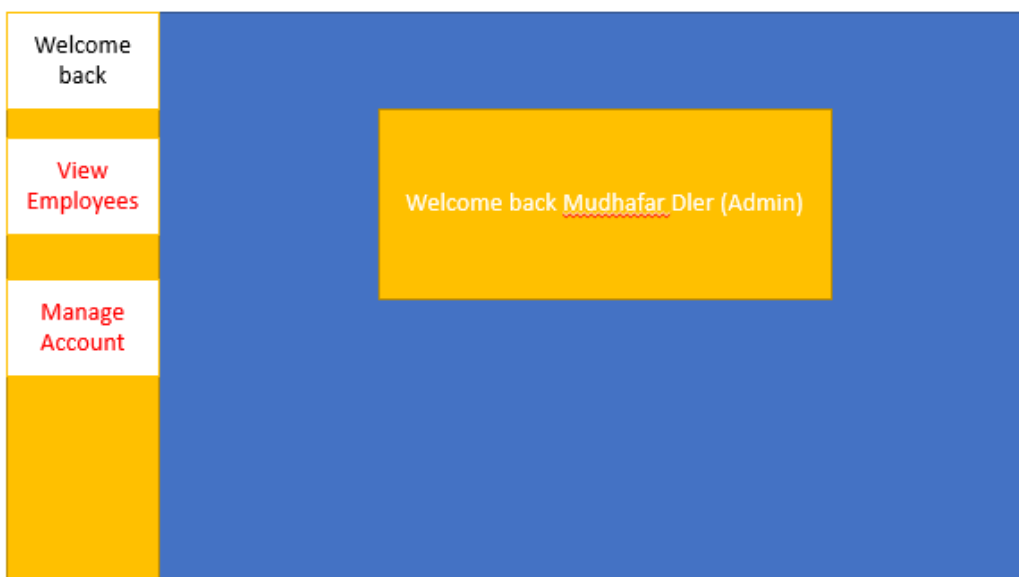 Welcome
back
View
Employees
Manage
Account
Welcome back Mudhafar Dler (Admin)